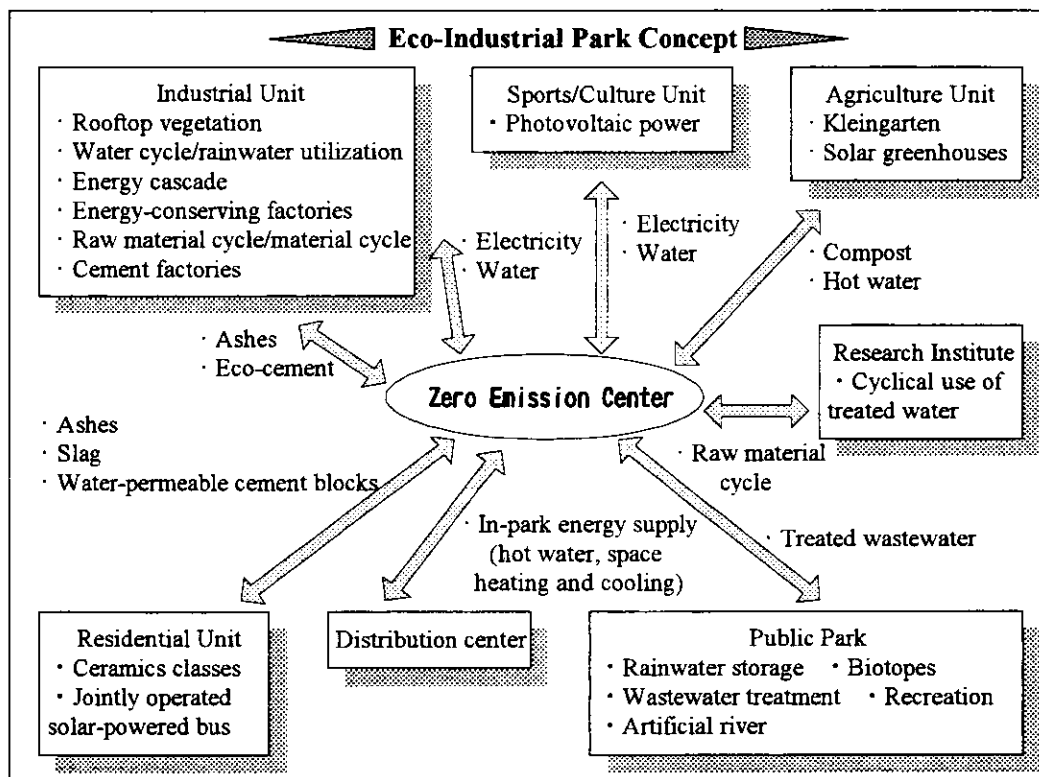 Eco-Industrial Park Concept
Industrial Unit
· Rooftop vegetation
· Water cycle/rainwater utilization
· Energy cascade
· Energy-conserving factories
· Raw material cycle/material cycle
· Cement factories
Sports/Culture Unit
· Photovoltaic power
Agriculture Unit
· Kleingarten
· Solar greenhouses
· Electricity
· Water
· Electricity
· Water
· Compost
· Hot water
· Ashes
· Eco-cement
Zero Emission Center
Research Institute
· Cyclical use of
treated water
· Ashes
· Slag
· Water-permeable cement blocks
· Raw material
cycle
· In-park energy supply
(hot water, space
heating and cooling)
· Treated wastewater
Residential Unit
· Ceramics classes
· Jointly operated
solar-powered bus
Distribution center
Public Park
· Rainwater storage · Biotopes
· Wastewater treatment · Recreation
· Artificial river